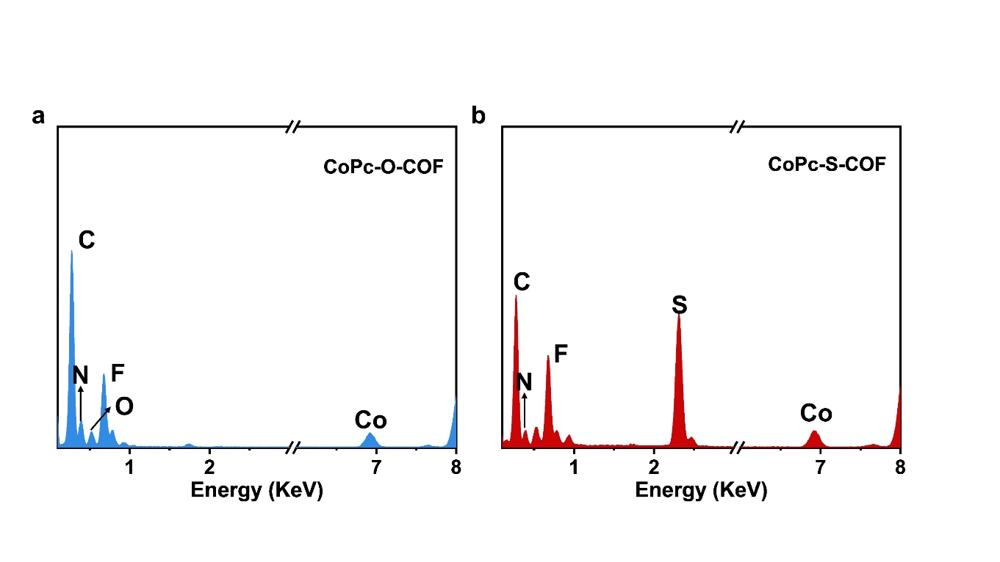 a
CoPc-O-COF
C
N
F
O
Co
1
2
7
8
Energy (KeV)
b
CoPc-S-COF
C
S
F
N
Co
1
2
7
8
Energy (KeV)